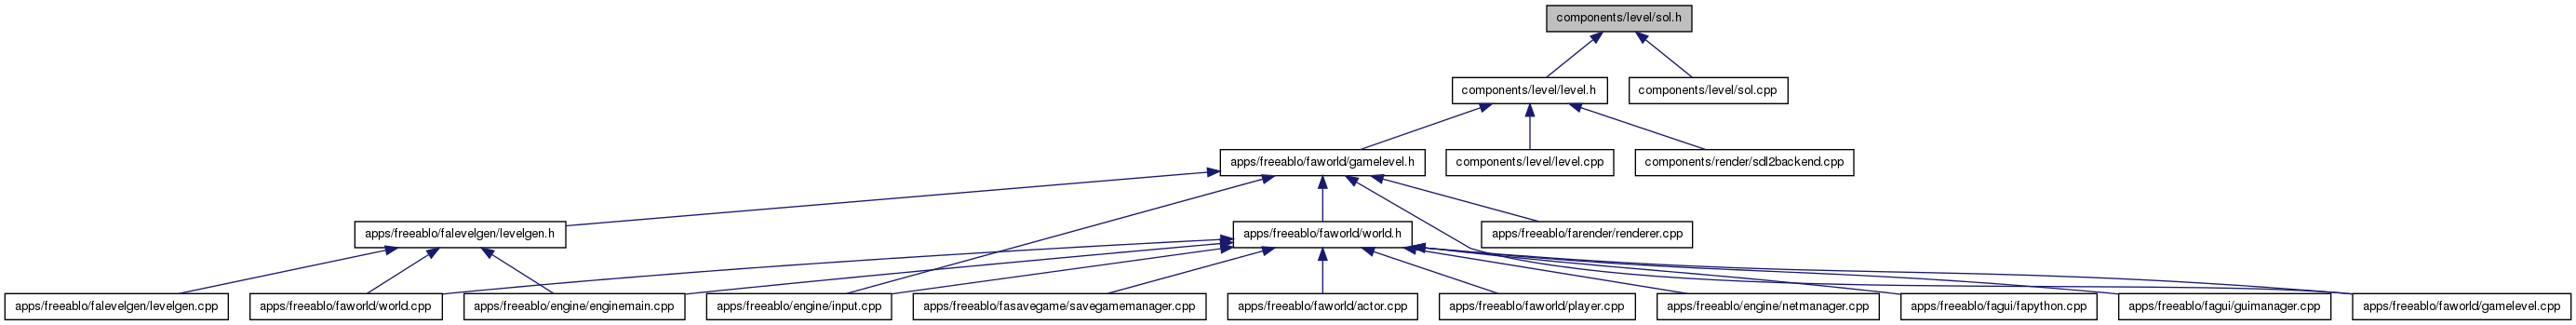 components/level/sol.h
components/level/level.h
components/level/sol.cpp
apps/freeablo/faworld/gamelevel.h
components/level/level.cpp
components/render/sdl2backend.cpp
apps/freeablo/falevelgen/levelgen.h
apps/freeablo/faworld/world.h
apps/freeablo/farender/renderer.cpp
apps/freeablo/falevelgen/levelgen.cpp
apps/freeablo/faworld/world.cpp
apps/freeablo/engine/enginemain.cpp
apps/freeablo/engine/input.cpp
apps/freeablo/fasavegame/savegamemanager.cpp
apps/freeablo/faworld/actor.cpp
apps/freeablo/faworld/player.cpp
apps/freeablo/engine/netmanager.cpp
apps/freeablo/fagui/fapython.cpp
apps/freeablo/fagui/guimanager.cpp
apps/freeablo/faworld/gamelevel.cpp